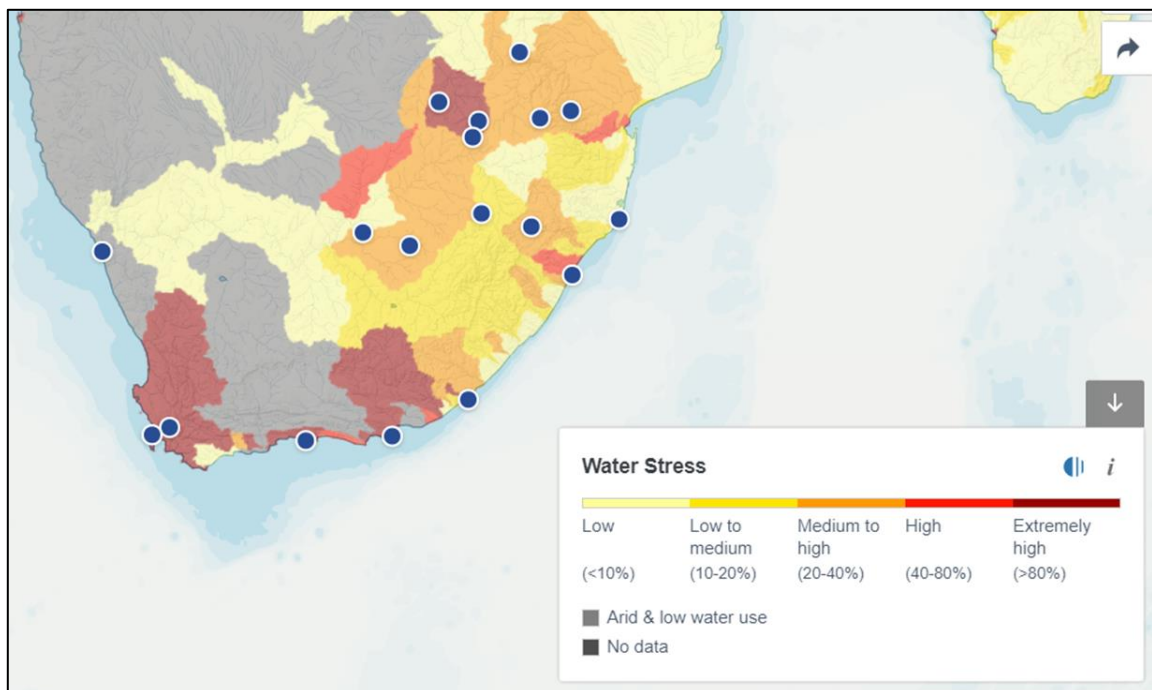 Water Stress
i
Low Low to medium Medium to high High Extremely high
(<10%) (10-20%) (20-40%) (40-80%) (>80%)
Arid & low water use
No data